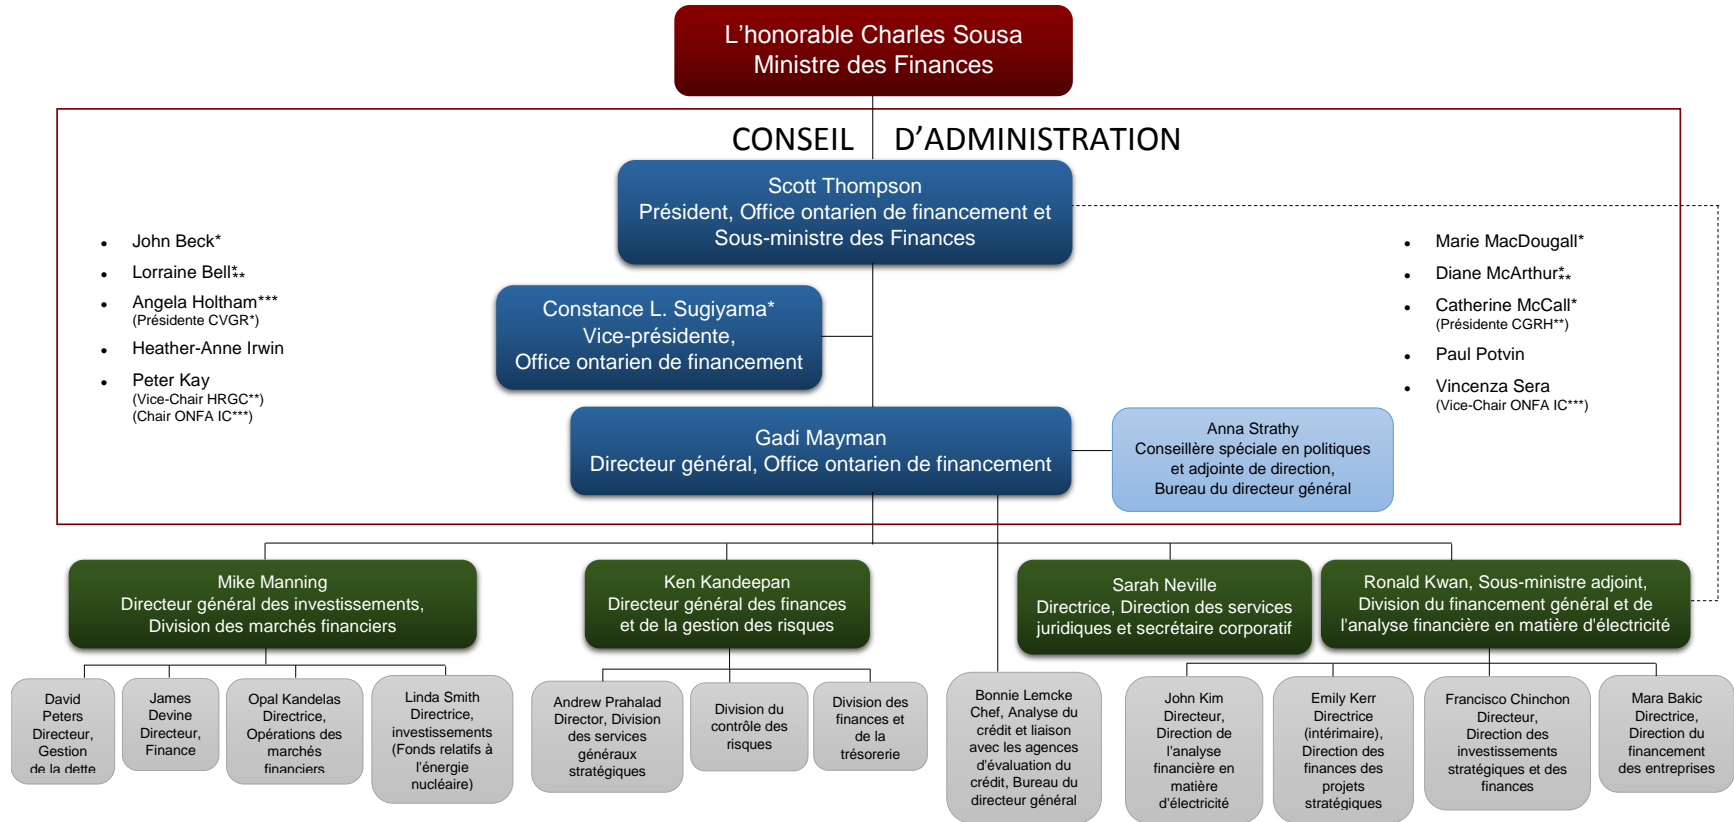 L'honorable Charles Sousa
Ministre des Finances
CONSEIL D'ADMINISTRATION
Scott Thompson
Président, Office ontarien de financement et
Sous-ministre des Finances
• John Beck*
• Lorraine Bell***
• Angela Holtham***
(Présidente CVGR*)
• Heather-Anne Irwin
• Peter Kay
(Vice-Chair HRGC**)
(Chair ONFA IC***)
Constance L. Sugiyama*
Vice-présidente,
Office ontarien de financement
• Marie MacDougall*
• Diane McArthur***
• Catherine McCall*
(Présidente CGRH**)
• Paul Potvin
• Vincenza Sera
(Vice-Chair ONFA IC***)
Gadi Mayman
Directeur général, Office ontarien de financement
Anna Strathy
Conseillère spéciale en politiques
et adjointe de direction,
Bureau du directeur général
Mike Manning
Directeur général des investissements,
Division des marchés financiers
Ken Kandeepan
Directeur général des finances
et de la gestion des risques
Sarah Neville
Directrice, Direction des services
juridiques et secrétaire corporatif
Ronald Kwan, Sous-ministre adjoint,
Division du financement général et de
l'analyse financière en matière d'électricité
David
Peters
Directeur,
Gestion
de la dette
James
Devine
Directeur,
Finance
Opal Kandelas
Directrice,
Opérations des
marchés
financiers
Linda Smith
Directrice,
investissements
(Fonds relatifs à
l'énergie
nucléaire)
Andrew Prahalad
Director, Division
des services
généraux
stratégiques
Division du
contrôle des
risques
Division des
finances et
de la
trésorerie
Bonnie Lemcke
Chef, Analyse du
crédit et liaison
avec les agences
d'évaluation du
crédit, Bureau du
directeur général
John Kim
Directeur,
Direction de
l'analyse
financière en
matière
d'électricité
Emily Kerr
Directrice
(intérimaire),
Direction des
finances des
projets
stratégiques
Francisco Chinchon
Directeur,
Direction des
investissements
stratégiques et des
finances
Mara Bakic
Directrice,
Direction du
financement
des entreprises